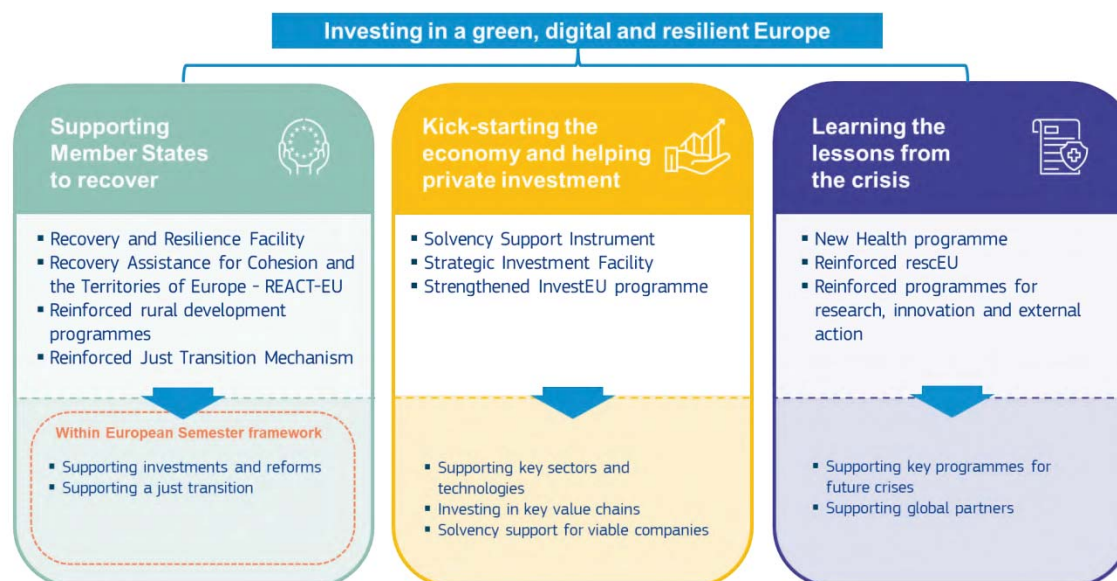 Investing in a green, digital and resilient Europe
Supporting
Member States
to recover
▪ Recovery and Resilience Facility
▪ Recovery Assistance for Cohesion and
the Territories of Europe - REACT-EU
▪ Reinforced rural development
programmes
▪ Reinforced Just Transition Mechanism
Within European Semester framework
▪ Supporting investments and reforms
▪ Supporting a just transition
Kick-starting the
economy and helping
private investment
▪ Solvency Support Instrument
▪ Strategic Investment Facility
▪ Strengthened InvestEU programme
▪ Supporting key sectors and
technologies
▪ Investing in key value chains
▪ Solvency support for viable companies
Learning the
lessons from
the crisis
▪ New Health programme
▪ Reinforced rescEU
▪ Reinforced programmes for
research, innovation and external
action
▪ Supporting key programmes for
future crises
▪ Supporting global partners